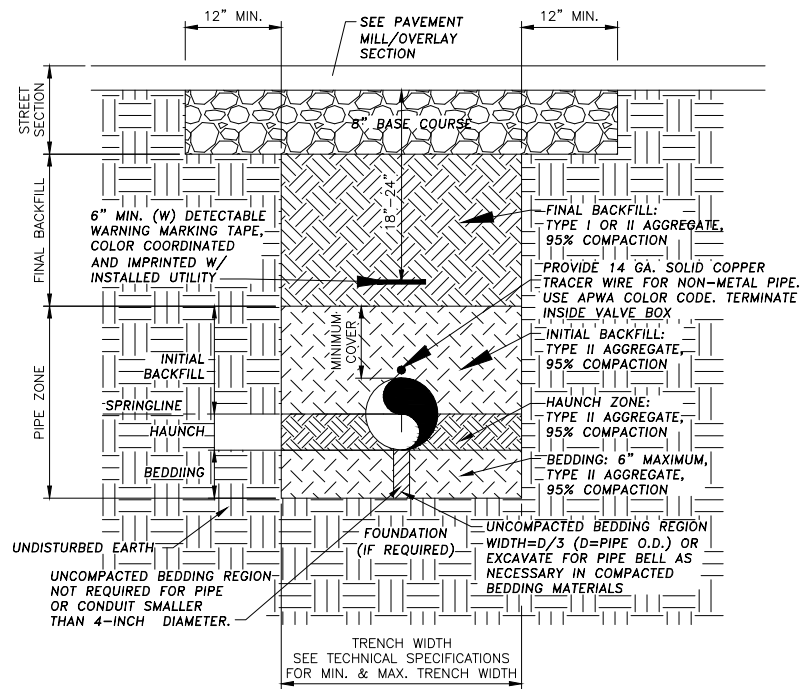 12" MIN.
SEE PAVEMENT
MILL/OVERLAY
SECTION
12" MIN.
STREET
SECTION
8" BASE COURSE
FINAL BACKFILL
18"-24"
6" MIN. (W) DETECTABLE
WARNING MARKING TAPE,
COLOR COORDINATED
AND IMPRINTED W/
INSTALLED UTILITY
FINAL BACKFILL:
TYPE I OR II AGGREGATE,
95% COMPACTION
PROVIDE 14 GA. SOLID COPPER
TRACER WIRE FOR NON-METAL PIPE.
USE APWA COLOR CODE. TERMINATE
INSIDE VALVE BOX
PIPE ZONE
MINIMUM
COVER
INITIAL
BACKFILL
INITIAL BACKFILL:
TYPE II AGGREGATE,
95% COMPACTION
SPRINGLINE
HAUNCH
HAUNCH ZONE:
TYPE II AGGREGATE,
95% COMPACTION
BEDDIING
BEDDING: 6" MAXIMUM,
TYPE II AGGREGATE,
95% COMPACTION
UNDISTURBED EARTH
FOUNDATION
(IF REQUIRED)
UNCOMPACTED BEDDING REGION
WIDTH=D/3 (D=PIPE O.D.) OR
EXCAVATE FOR PIPE BELL AS
NECESSARY IN COMPACTED
BEDDING MATERIALS
UNCOMPACTED BEDDING REGION
NOT REQUIRED FOR PIPE
OR CONDUIT SMALLER
THAN 4-INCH DIAMETER.
TRENCH WIDTH
SEE TECHNICAL SPECIFICATIONS
FOR MIN. & MAX. TRENCH WIDTH